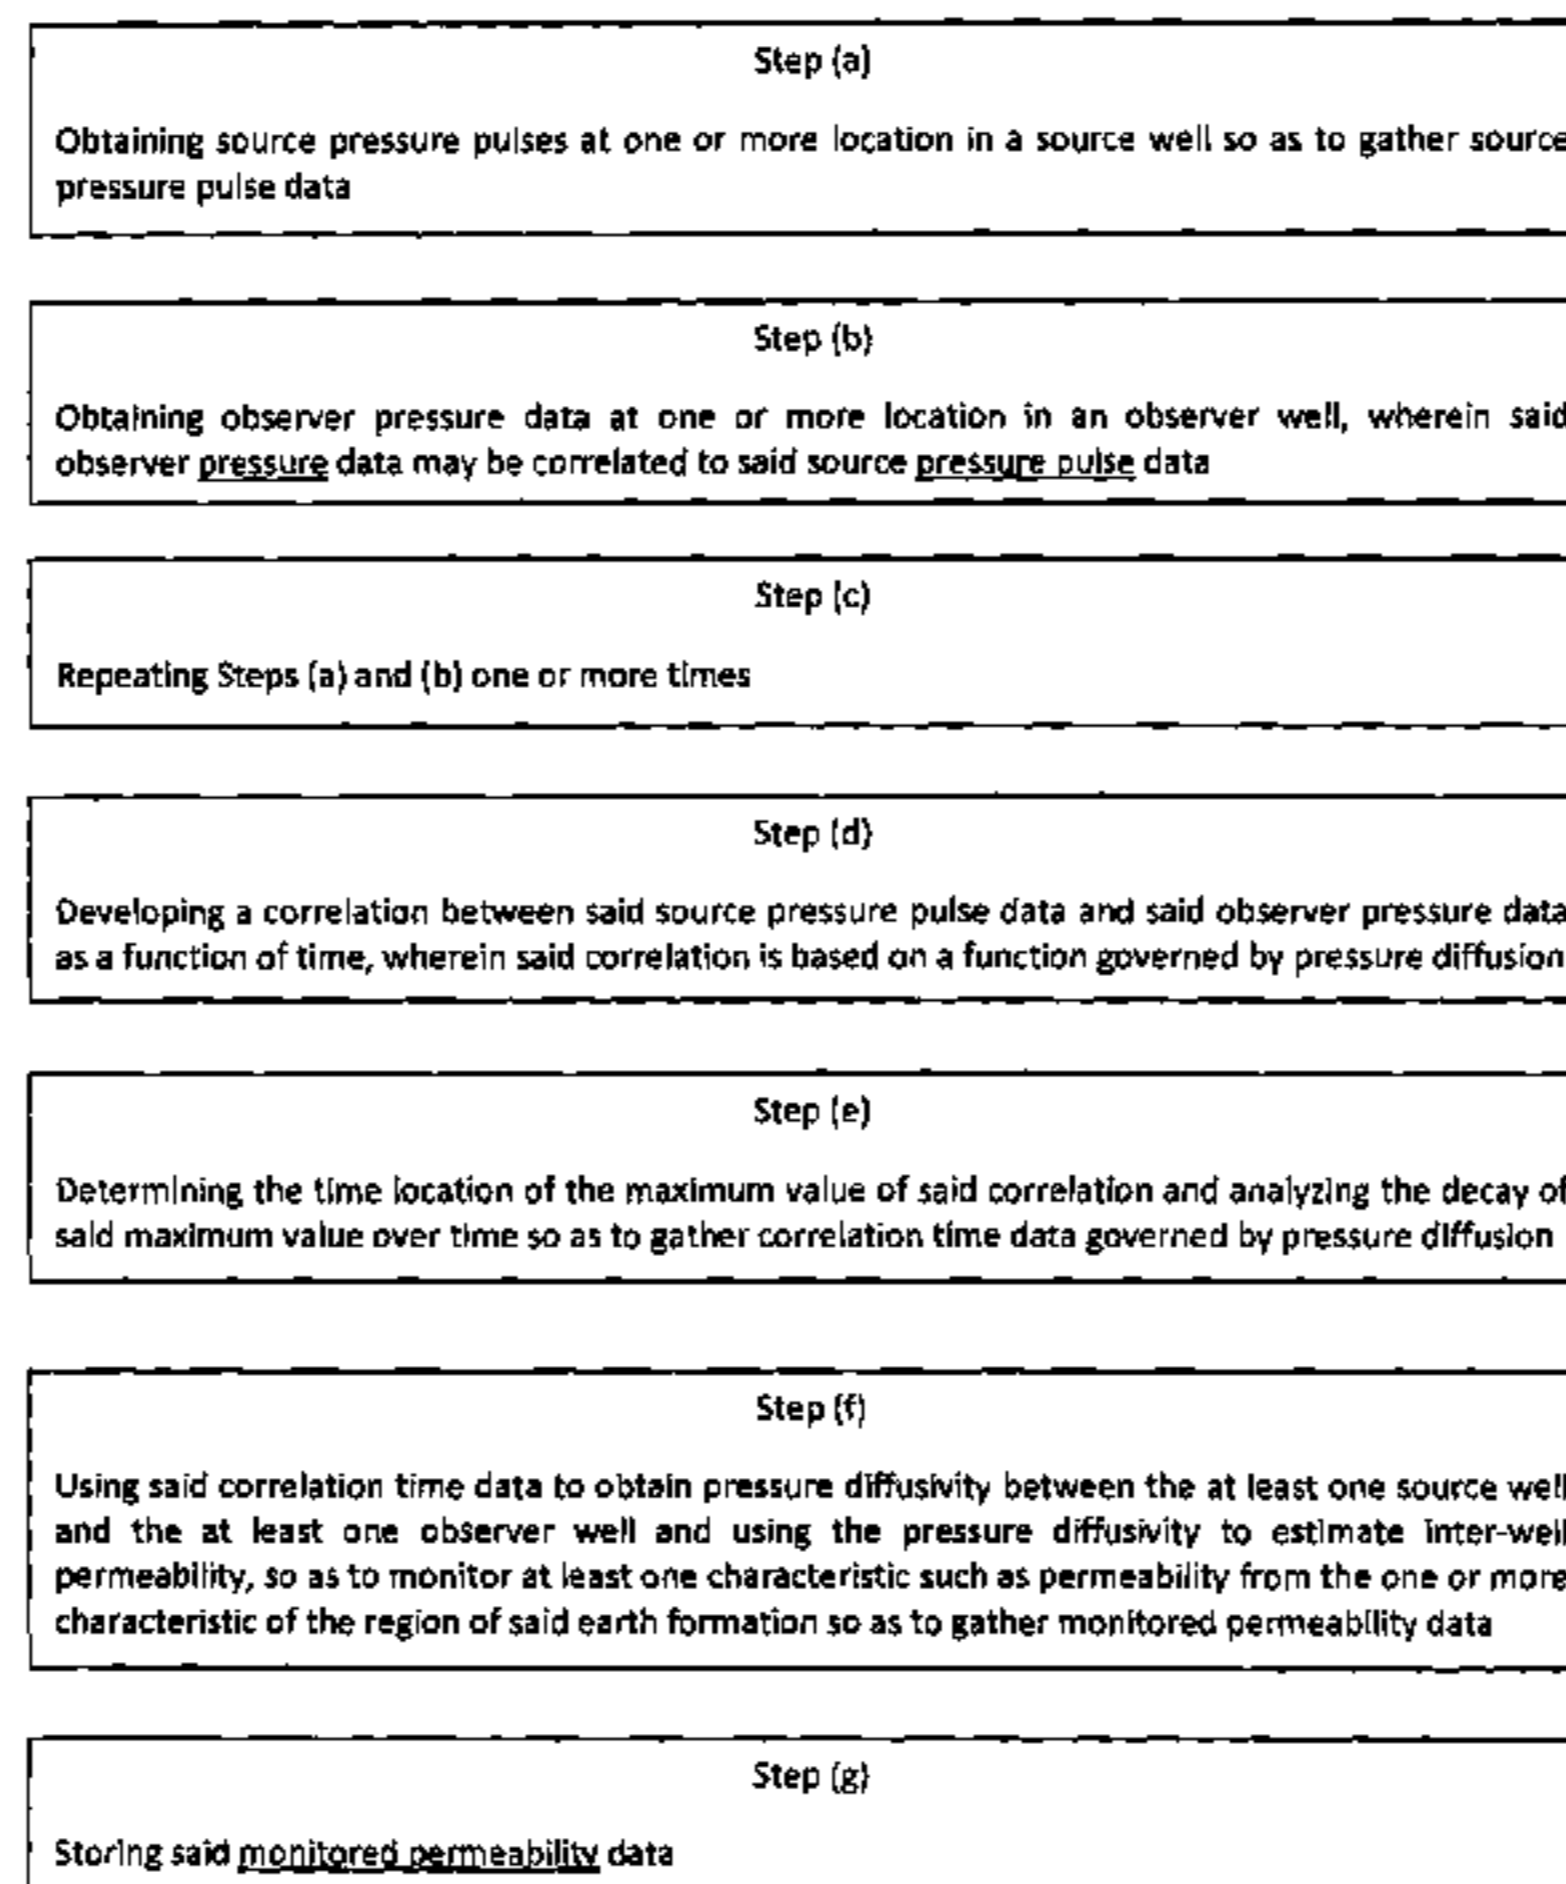 Step (a)
Obtaining source pressure pulses at one or more location in a source well so as to gather source
pressure pulse data
Step (b)
Obtaining observer pressure data at one or more location in an observer well, wherein said
observer pressure data may be correlated to said source pressure pulse data
Step (c)
Repeating Steps (a) and (b) one or more times
Step (d)
Developing a correlation between said source pressure pulse data and said observer pressure data
as a function of time, wherein said correlation is based on a function governed by pressure diffusion
Step (e)
Determining the time location of the maximum value of said correlation and analyzing the decay of
said maximum value over time so as to gather correlation time data governed by pressure diffusion
Step (f)
Using said correlation time data to obtain pressure diffusivity between the at least one source well
and the at least one observer well and using the pressure diffusivity to estimate inter-well
permeability, so as to monitor at least one characteristic such as permeability from the one or more
characteristic of the region of said earth formation so as to gather monitored permeability data
Step (g)
Storing said monitored permeability data